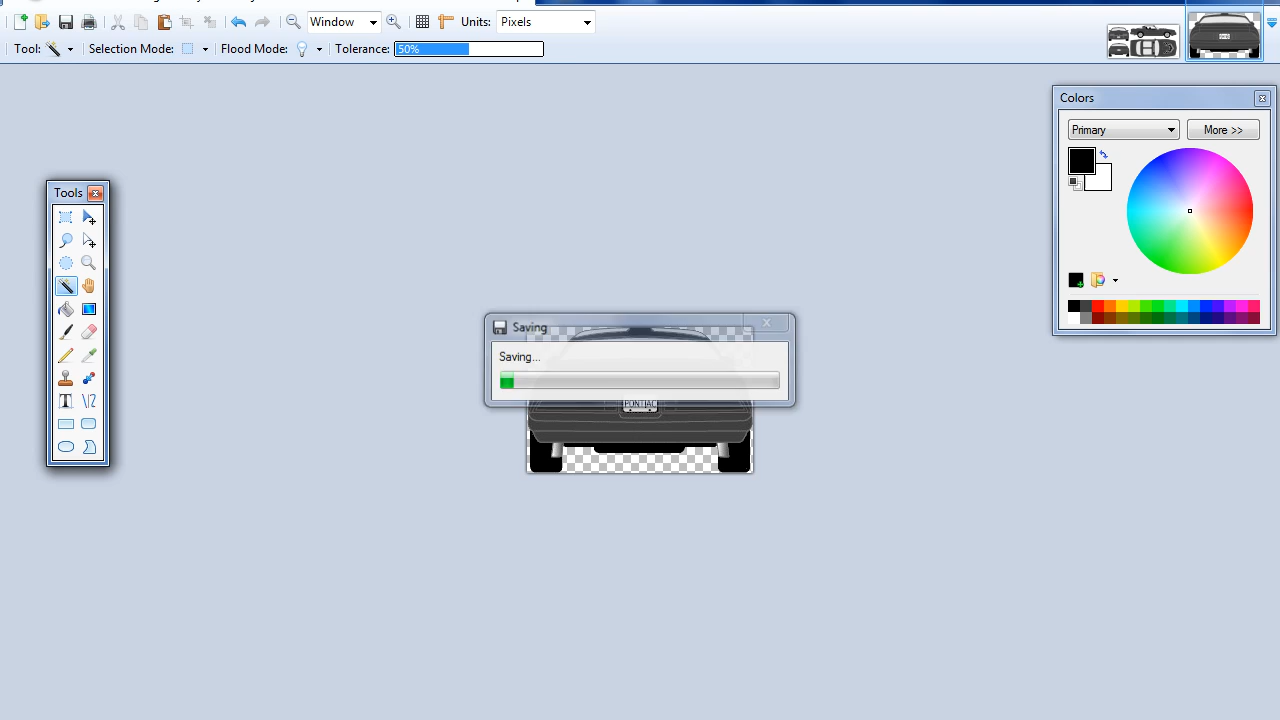 Window
Units:
Pixels
Tool:
Selection Mode:
Flood Mode:
Tolerance:
50%
Colors
Primary
More >>
Tools
Saving
Saving...
PONTIAC